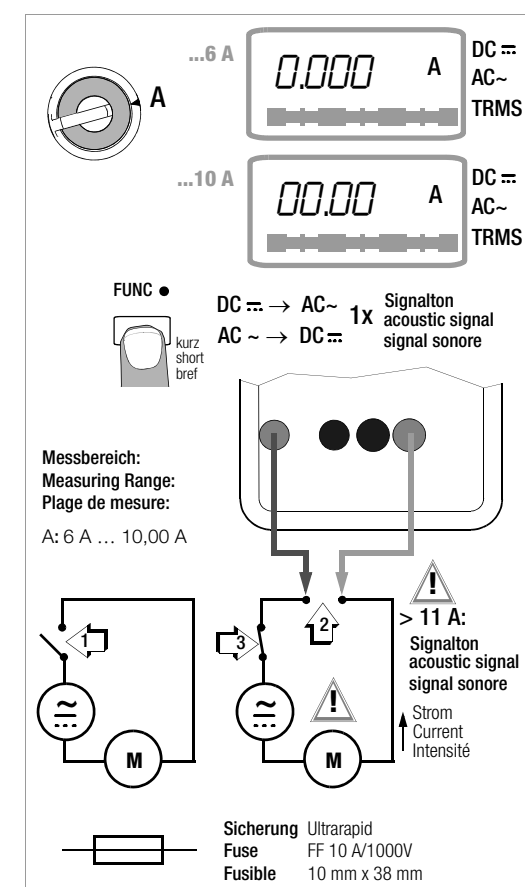 ...6 A
0.000 A
DC ⎓
AC~
TRMS
A
...10 A
00.00 A
DC ⎓
AC~
TRMS
FUNC ●
kurz
short
bref
DC ⎓ → AC~
AC ~ → DC ⎓
1x
Signalton
acoustic signal
signal sonore
Messbereich:
Measuring Range:
Plage de mesure:
A: 6 A … 10,00 A
!
> 11 A:
Signalton
acoustic signal
signal sonore
1
2
3
!
Strom
Current
Intensité
M
M
Sicherung Ultrarapid
Fuse FF 10 A/1000V
Fusible 10 mm x 38 mm